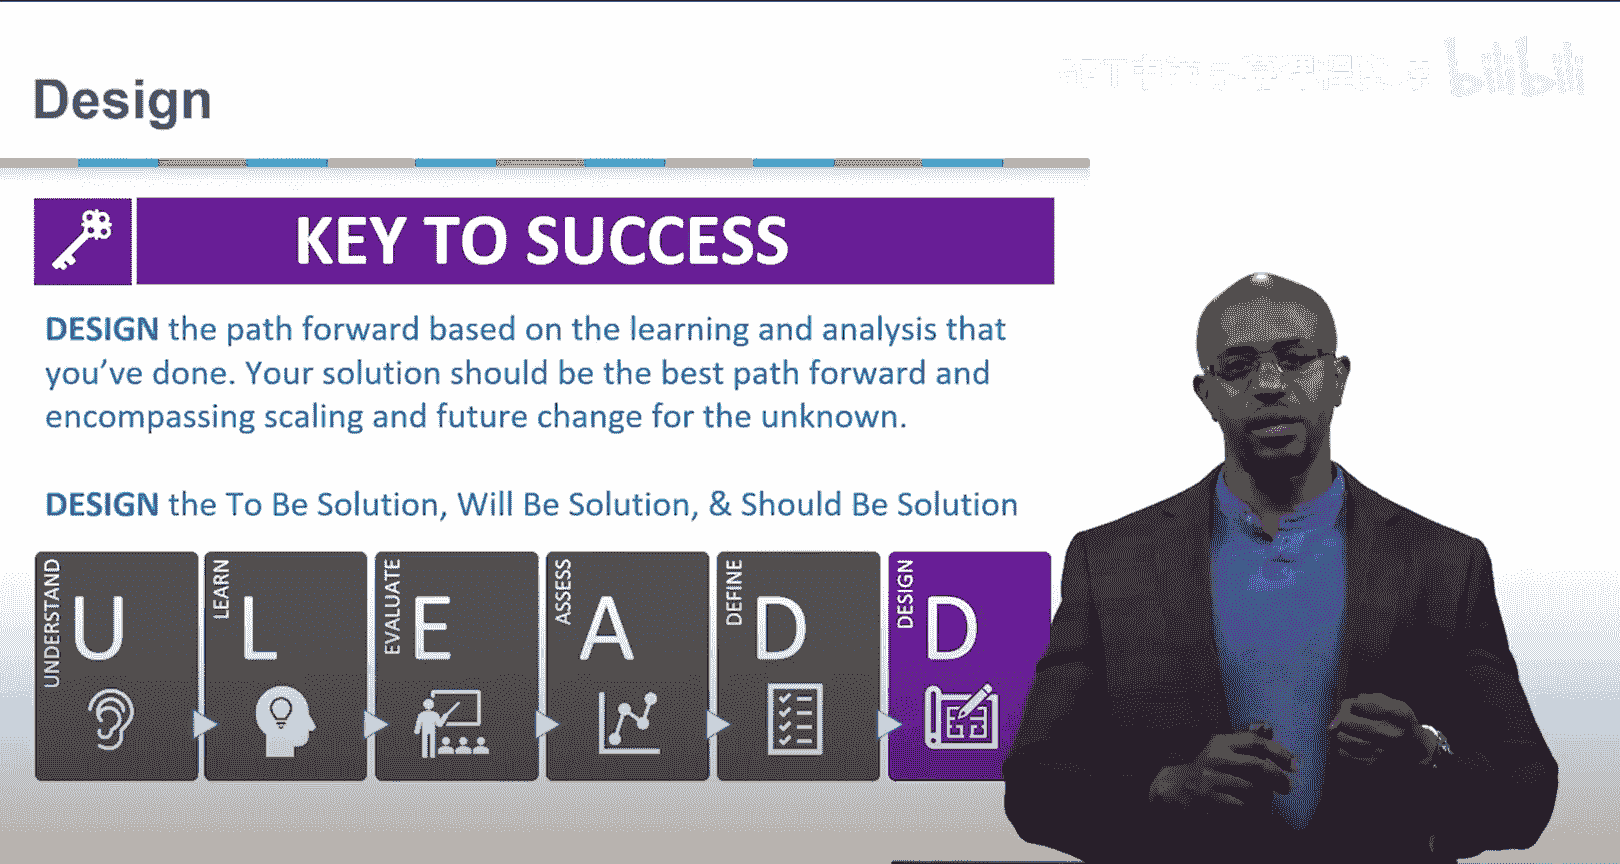 Design
bilibili
KEY TO SUCCESS
DESIGN the path forward based on the learning and analysis that
you’ve done. Your solution should be the best path forward and
encompassing scaling and future change for the unknown.
DESIGN the To Be Solution, Will Be Solution, & Should Be Solution
UNDERSTAND
U
LEARN
L
EVALUATE
E
ASSESS
A
DEFINE
D
DESIGN
D